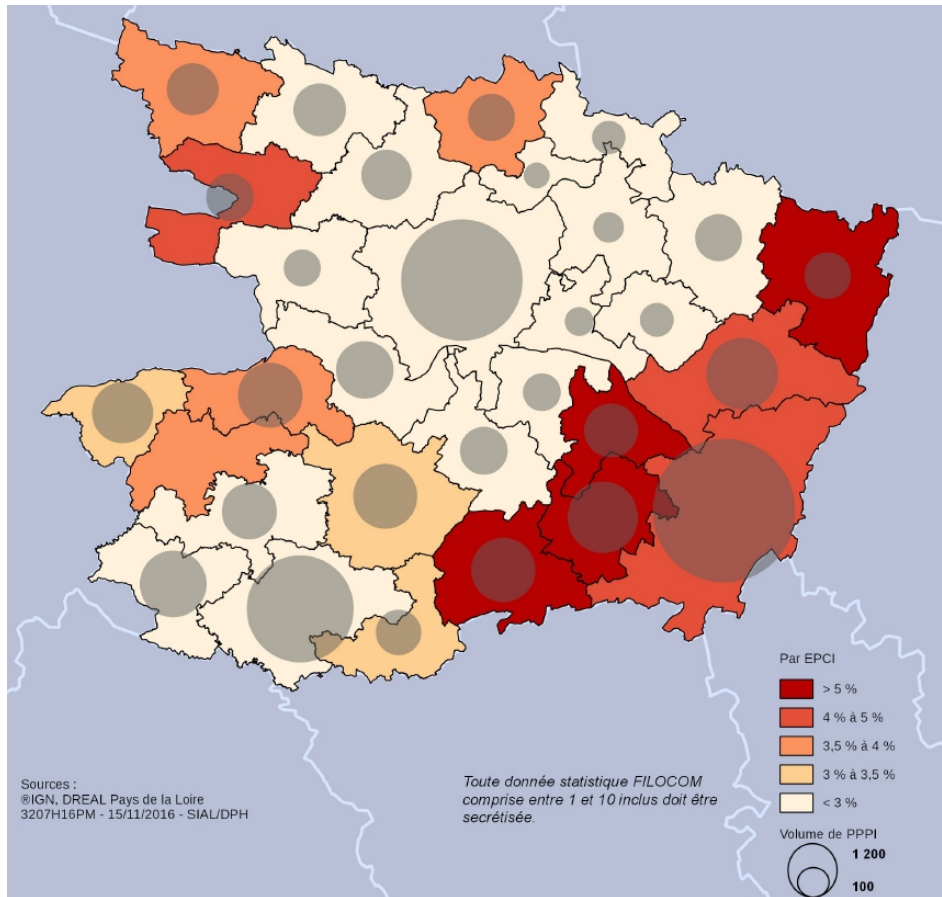 Par EPCI
> 5 %
4 % à 5 %
3,5 % à 4 %
3 % à 3,5 %
< 3 %
Volume de PPPI
1 200
100
Sources :
®IGN, DREAL Pays de la Loire
3207H16PM - 15/11/2016 - SIAL/DPH
Toute donnée statistique FILOCOM
comprise entre 1 et 10 inclus doit être
secrétisée.